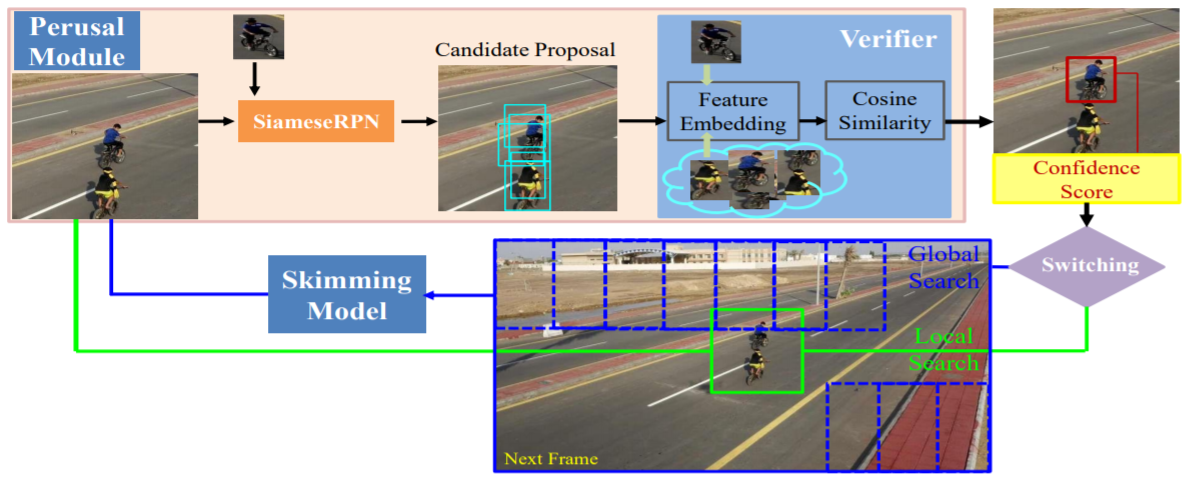 Perusal
Module
SiameseRPN
Candidate Proposal
Verifier
Feature
Embedding
Cosine
Similarity
Confidence
Score
Switching
Global
Search
Local
Search
Skimming
Model
Next Frame